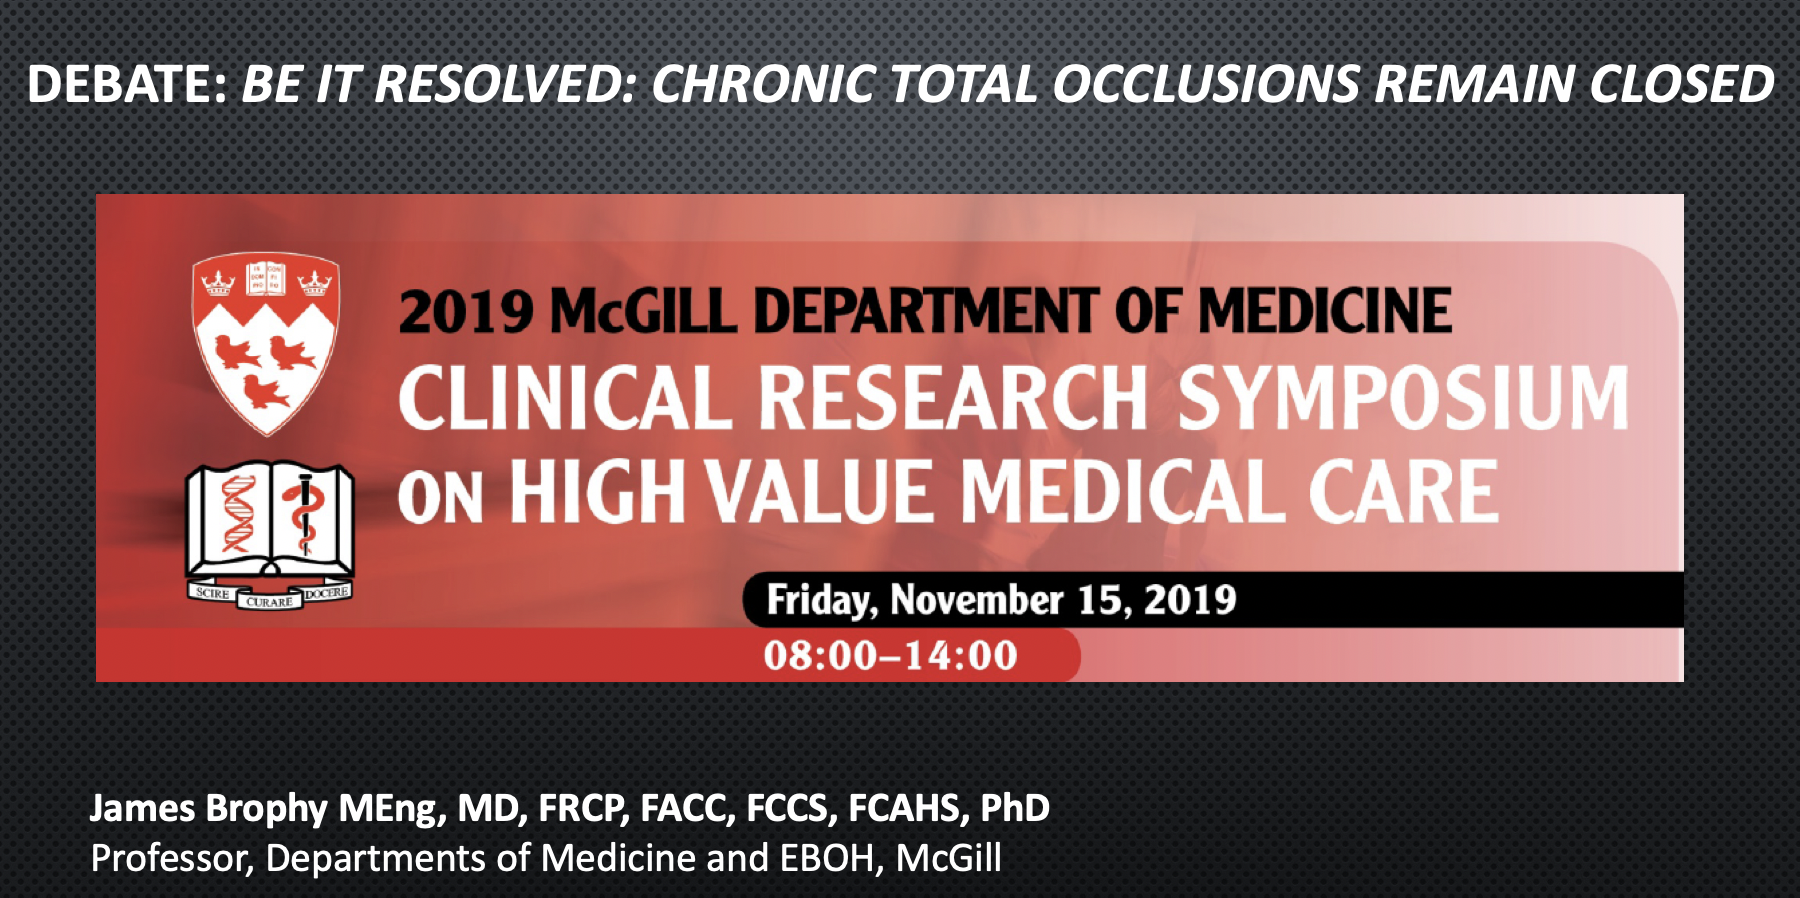 DEBATE: BE IT RESOLVED: CHRONIC TOTAL OCCLUSIONS REMAIN CLOSED
2019 McGILL DEPARTMENT OF MEDICINE
CLINICAL RESEARCH SYMPOSIUM
ON HIGH VALUE MEDICAL CARE
SCIRE CURARE DOCERE
Friday, November 15, 2019
08:00–14:00
James Brophy MEng, MD, FRCP, FACC, FCCS, FCAHS, PhD
Professor, Departments of Medicine and EBOH, McGill